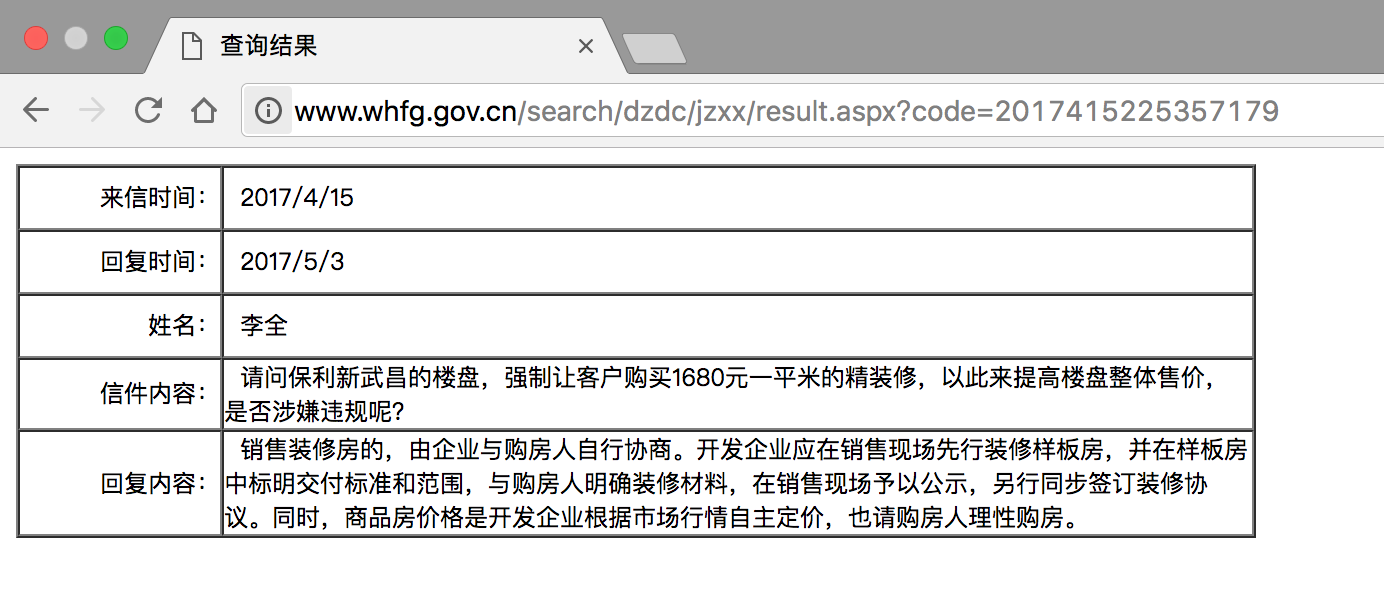 查询结果
www.whfg.gov.cn/search/dzdc/jzxx/result.aspx?code=2017415225357179
来信时间： 2017/4/15
回复时间： 2017/5/3
姓名： 李全
信件内容： 请问保利新武昌的楼盘，强制让客户购买1680元一平米的精装修，以此来提高楼盘整体售价，
是否涉嫌违规呢？
回复内容： 销售装修房的，由企业与购房人自行协商。开发企业应在销售现场先行装修样板房，并在样板房
中标明交付标准和范围，与购房人明确装修材料，在销售现场予以公示，另行同步签订装修协
议。同时，商品房价格是开发企业根据市场行情自主定价，也请购房人理性购房。